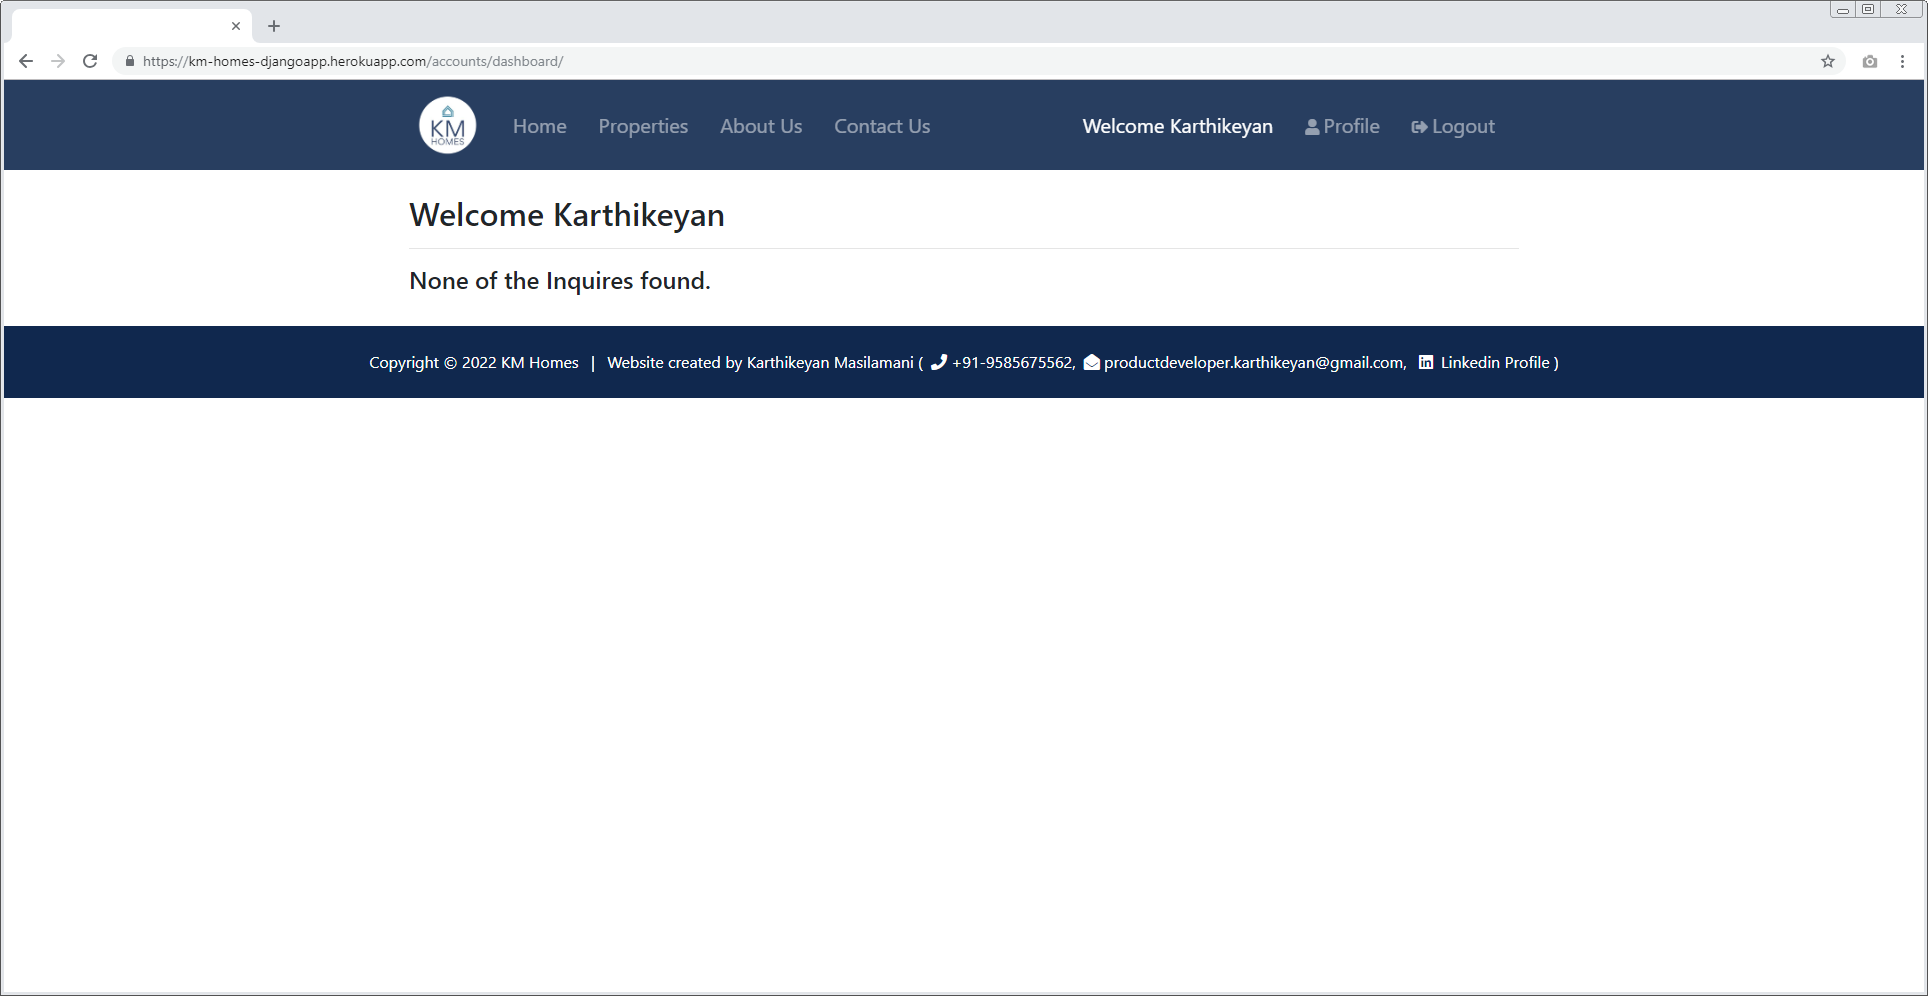 https://km-homes-djangoapp.herokuapp.com/accounts/dashboard/
KM
HOMES
Home Properties About Us Contact Us Welcome Karthikeyan Profile Logout
Welcome Karthikeyan
None of the Inquires found.
Copyright © 2022 KM Homes | Website created by Karthikeyan Masilamani ( +91-9585675562, productdeveloper.karthikeyan@gmail.com, in Linkedin Profile )